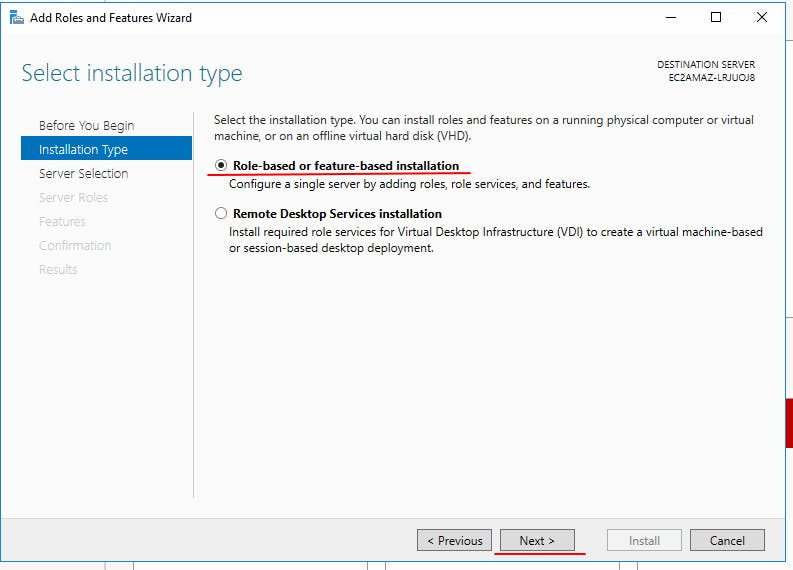 Add Roles and Features Wizard
Select installation type
DESTINATION SERVER
EC2AMAZ-LRJUOJ8
Before You Begin
Installation Type
Server Selection
Server Roles
Features
Confirmation
Results
Select the installation type. You can install roles and features on a running physical computer or virtual
machine, or on an offline virtual hard disk (VHD).
Role-based or feature-based installation
Configure a single server by adding roles, role services, and features.
Remote Desktop Services installation
Install required role services for Virtual Desktop Infrastructure (VDI) to create a virtual machine-based
or session-based desktop deployment.
< Previous
Next >
Install
Cancel